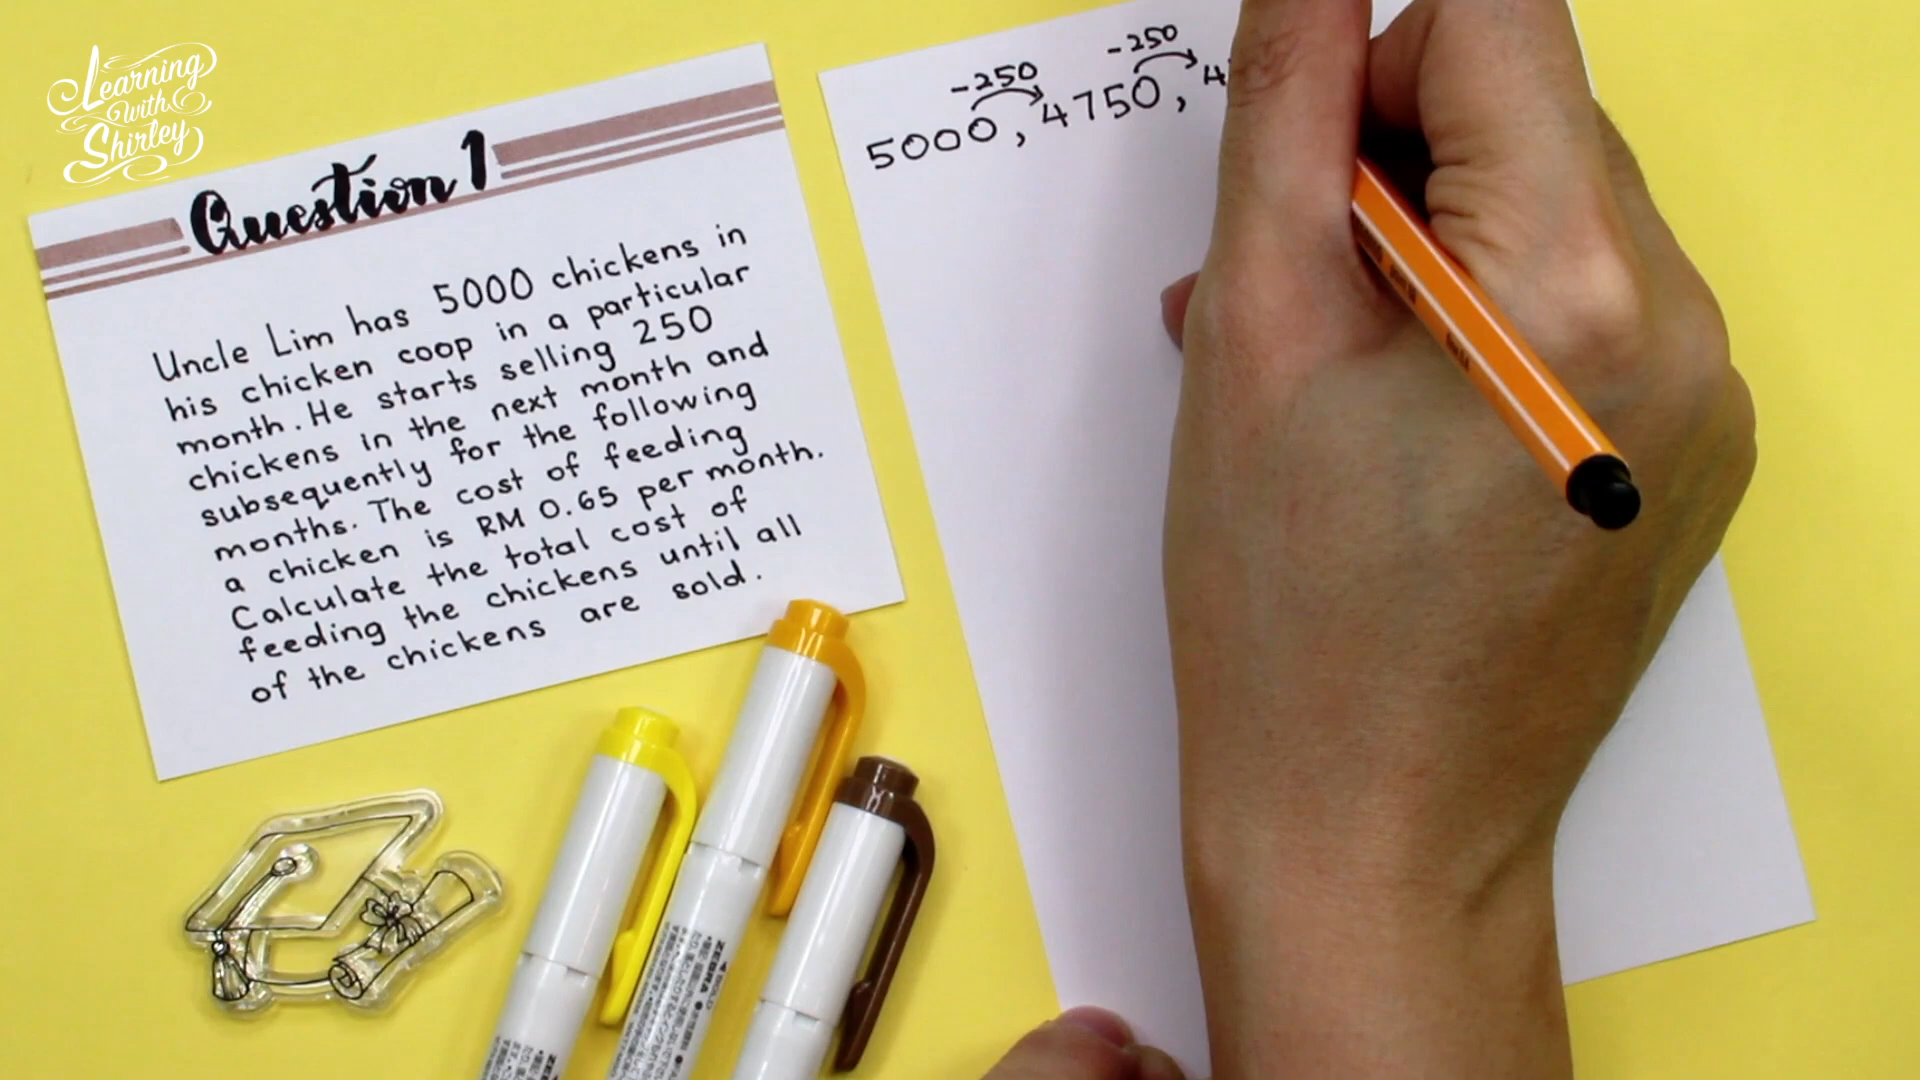 Learning
With
Shirley
Question 1
Uncle Lim has 5000 chickens in
his chicken coop in a particular
month. He starts selling 250
chickens in the next month and
subsequently for the following
months. The cost of feeding
a chicken is RM 0.65 per month.
Calculate the total cost of
feeding the chickens until all
of the chickens are sold.
-250 -250
5000, 4750, 4
ZEBRA